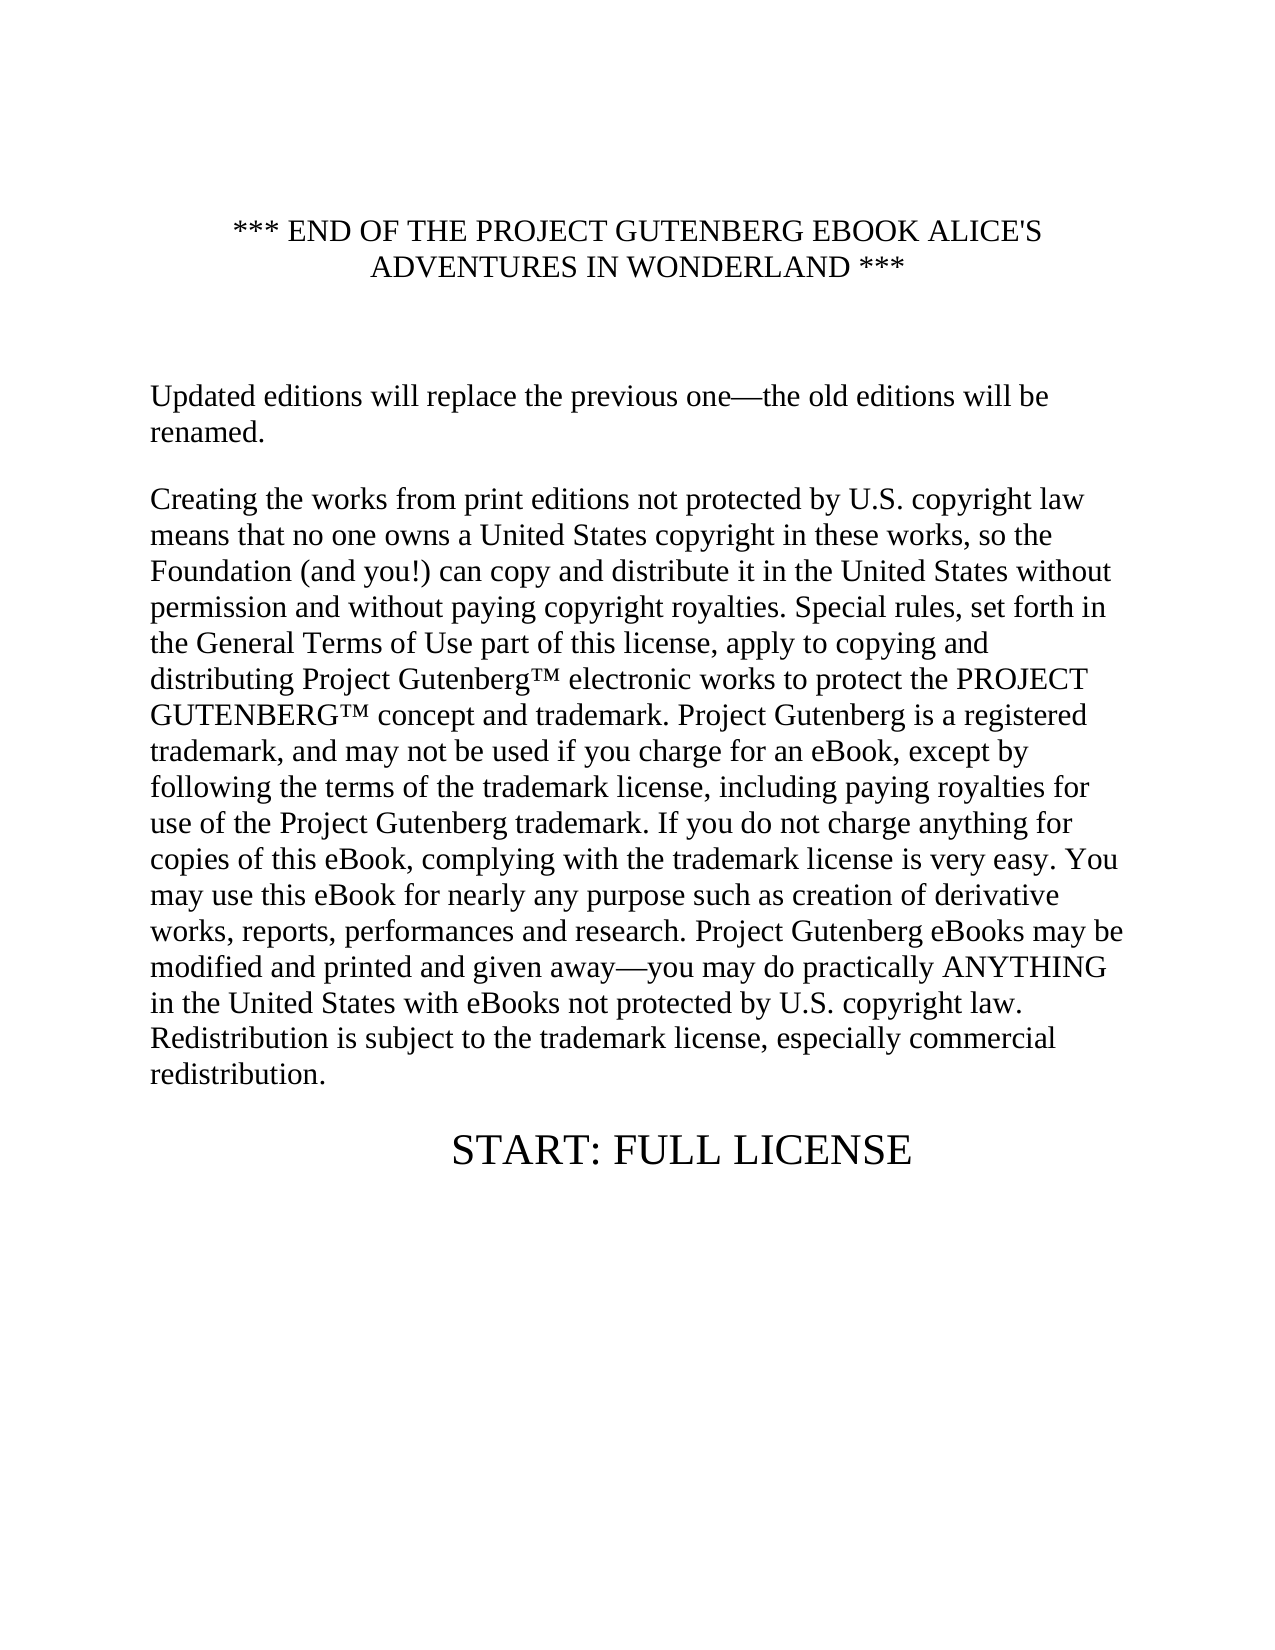 *** END OF THE PROJECT GUTENBERG EBOOK ALICE'S
ADVENTURES IN WONDERLAND ***
Updated editions will replace the previous one—the old editions will be
renamed.
Creating the works from print editions not protected by U.S. copyright law
means that no one owns a United States copyright in these works, so the
Foundation (and you!) can copy and distribute it in the United States without
permission and without paying copyright royalties. Special rules, set forth in
the General Terms of Use part of this license, apply to copying and
distributing Project Gutenberg™ electronic works to protect the PROJECT
GUTENBERG™ concept and trademark. Project Gutenberg is a registered
trademark, and may not be used if you charge for an eBook, except by
following the terms of the trademark license, including paying royalties for
use of the Project Gutenberg trademark. If you do not charge anything for
copies of this eBook, complying with the trademark license is very easy. You
may use this eBook for nearly any purpose such as creation of derivative
works, reports, performances and research. Project Gutenberg eBooks may be
modified and printed and given away—you may do practically ANYTHING
in the United States with eBooks not protected by U.S. copyright law.
Redistribution is subject to the trademark license, especially commercial
redistribution.
START: FULL LICENSE